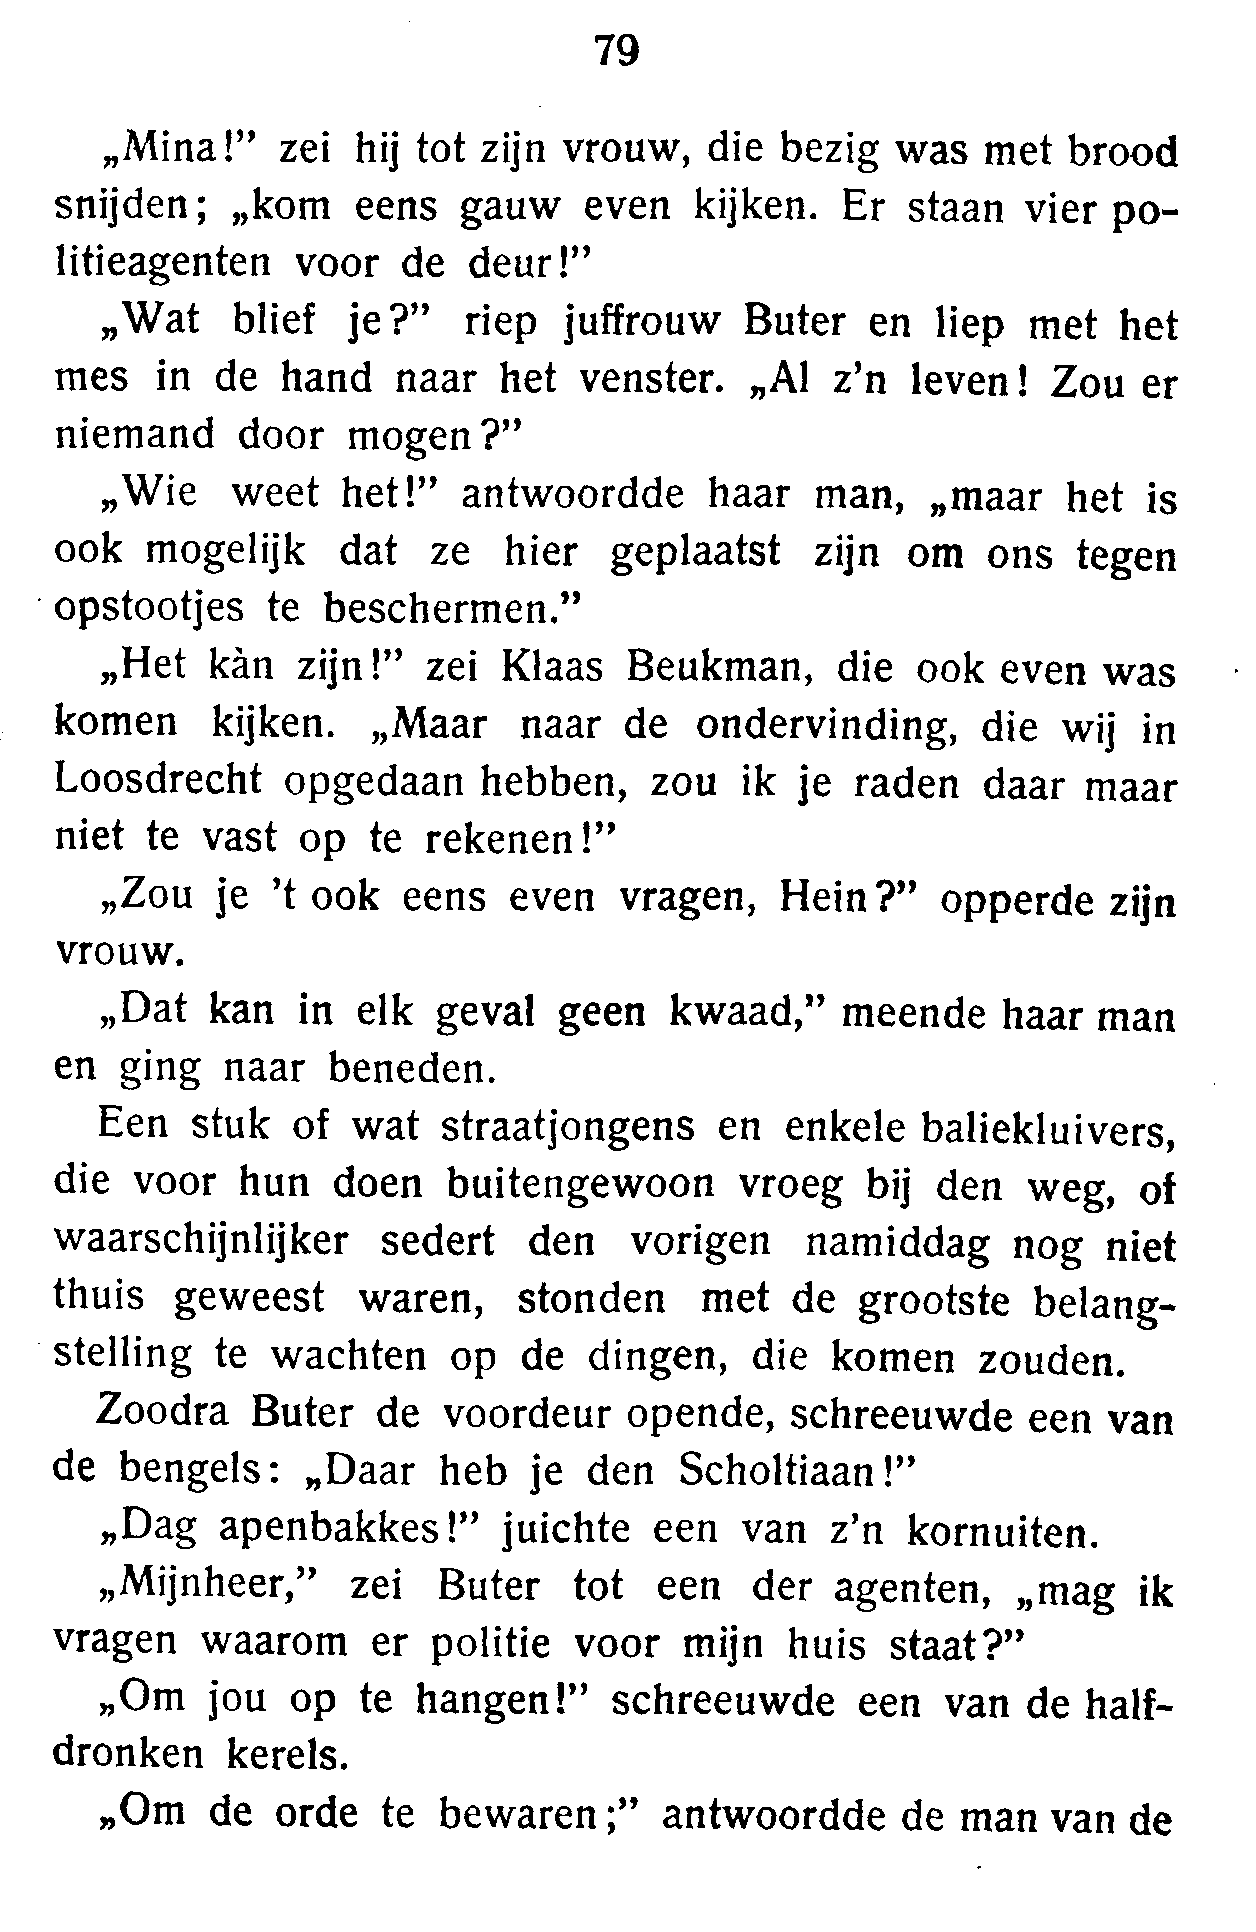 79
„Mina!” zei hij tot zijn vrouw, die bezig was met brood
snijden; „kom eens gauw even kijken. Er staan vier po-
litieagenten voor de deur!”
„Wat blief je?” riep juffrouw Buter en liep met het
mes in de hand naar het venster. „Al z’n leven! Zou er
niemand door mogen?”
„Wie weet het!” antwoordde haar man, „maar het is
ook mogelijk dat ze hier geplaatst zijn om ons tegen
opstootjes te beschermen.”
„Het kàn zijn!” zei Klaas Beukman, die ook even was
komen kijken. „Maar naar de ondervinding, die wij in
Loosdrecht opgedaan hebben, zou ik je raden daar maar
niet te vast op te rekenen!”
„Zou je ’t ook eens even vragen, Hein?” opperde zijn
vrouw.
„Dat kan in elk geval geen kwaad,” meende haar man
en ging naar beneden.
Een stuk of wat straatjongens en enkele baliekluivers,
die voor hun doen buitengewoon vroeg bij den weg, of
waarschijnlijker sedert den vorigen namiddag nog niet
thuis geweest waren, stonden met de grootste belang-
stelling te wachten op de dingen, die komen zouden.
Zoodra Buter de voordeur opende, schreeuwde een van
de bengels: „Daar heb je den Scholtiaan!”
„Dag apenbakkes!” juichte een van z’n kornuiten.
„Mijnheer,” zei Buter tot een der agenten, „mag ik
vragen waarom er politie voor mijn huis staat?”
„Om jou op te hangen!” schreeuwde een van de half-
dronken kerels.
„Om de orde te bewaren;” antwoordde de man van de